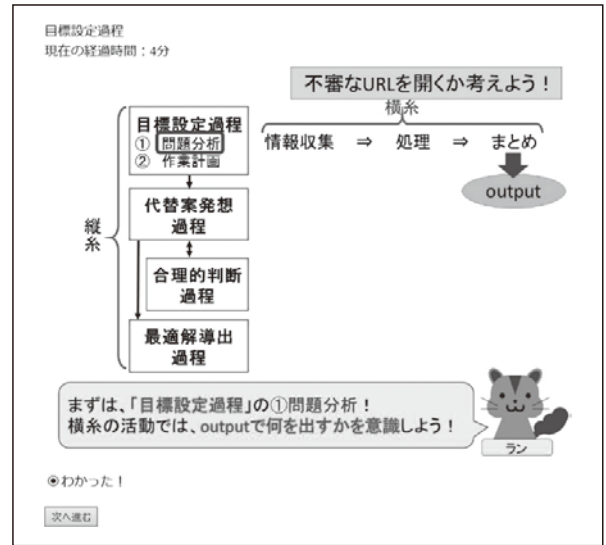 目標設定過程
現在の経過時間：4分
不審なURLを開くか考えよう！
横糸
目標設定過程
① 問題分析
② 作業計画
情報収集 ⇒ 処理 ⇒ まとめ
output
代替案発想
過程
縦糸
合理的判断
過程
最適解導出
過程
まずは、「目標設定過程」の①問題分析！
横糸の活動では、outputで何を出すかを意識しよう！
ラン
◉わかった！
次へ進む